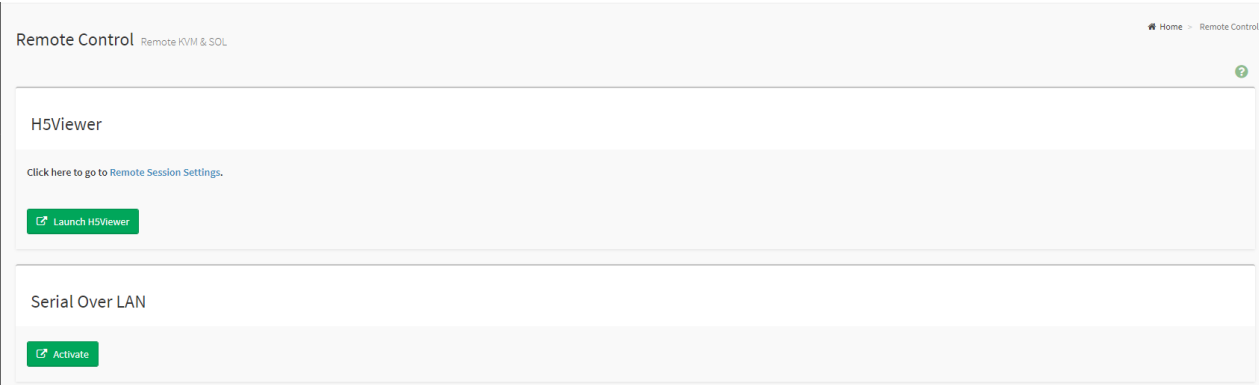 Remote Control Remote KVM & SOL
Home > Remote Control
H5Viewer
Click here to go to Remote Session Settings.
Launch H5Viewer
Serial Over LAN
Activate